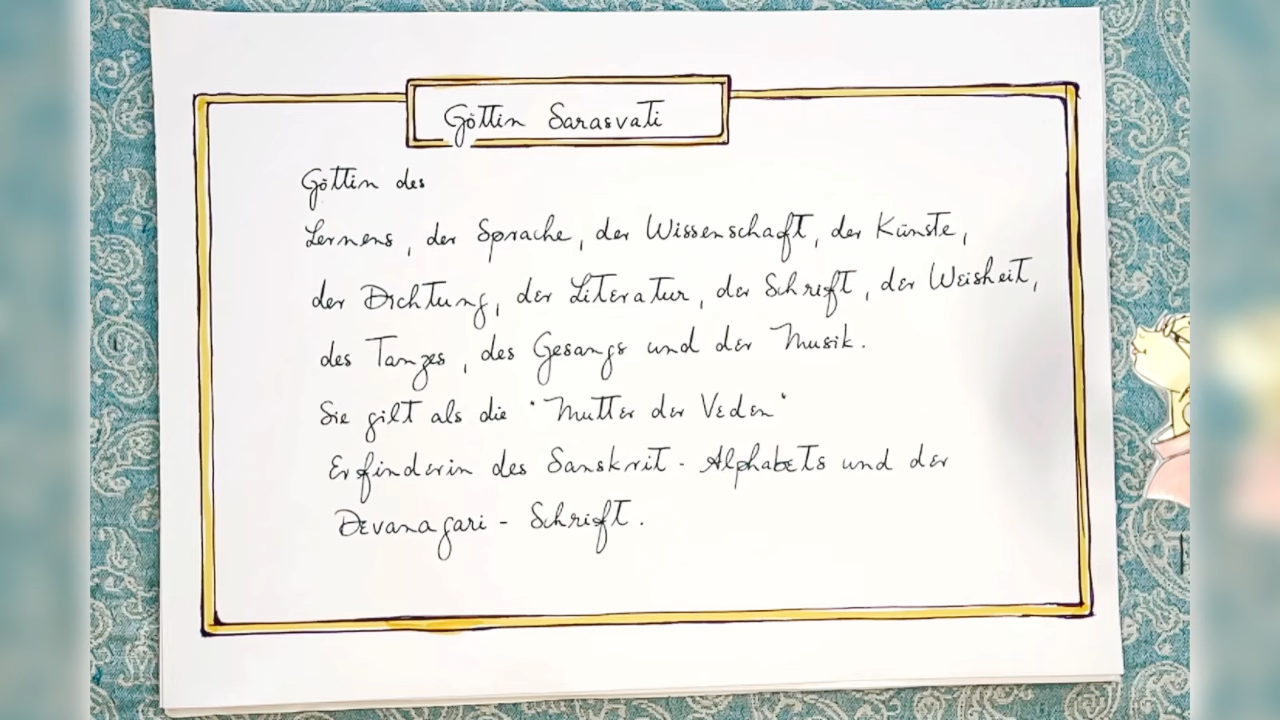 Göttin Sarasvati
Göttin des
Lernens, der Sprache, der Wissenschaft, der Künste,
der Dichtung, der Literatur, der Schrift, der Weisheit,
des Tanzes, des Gesangs und der Musik.
Sie gilt als die "Mutter der Veden"
Erfinderin des Sanskrit - Alphabets und der
Devanagari - Schrift.